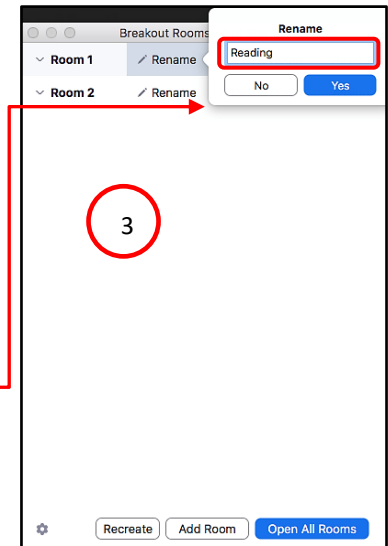 Breakout Rooms
Rename
Room 1
Rename
Reading
No
Yes
Room 2
Rename
3
Recreate
Add Room
Open All Rooms